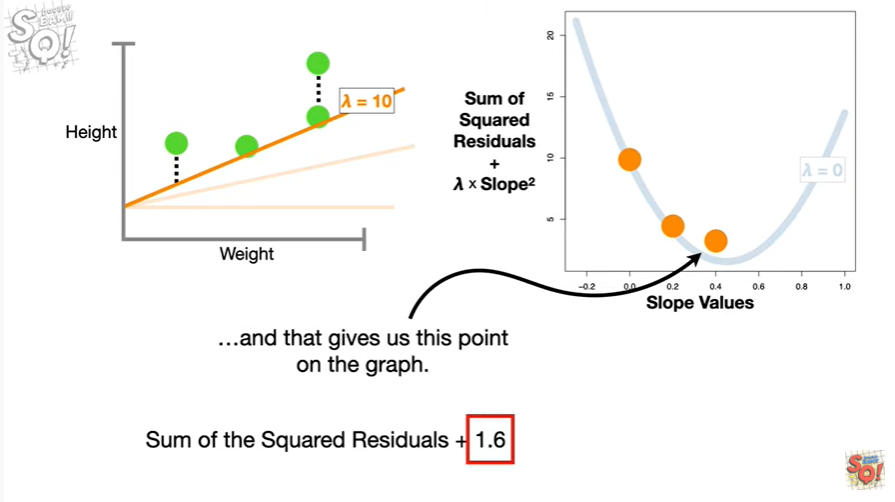 SQ!
Height
λ = 10
Weight
Sum of
Squared
Residuals
+
λ × Slope²
20
15
10
5
λ = 0
−0.2
0.0
0.2
0.4
0.6
0.8
1.0
Slope Values
...and that gives us this point
on the graph.
Sum of the Squared Residuals + 1.6
SQ!